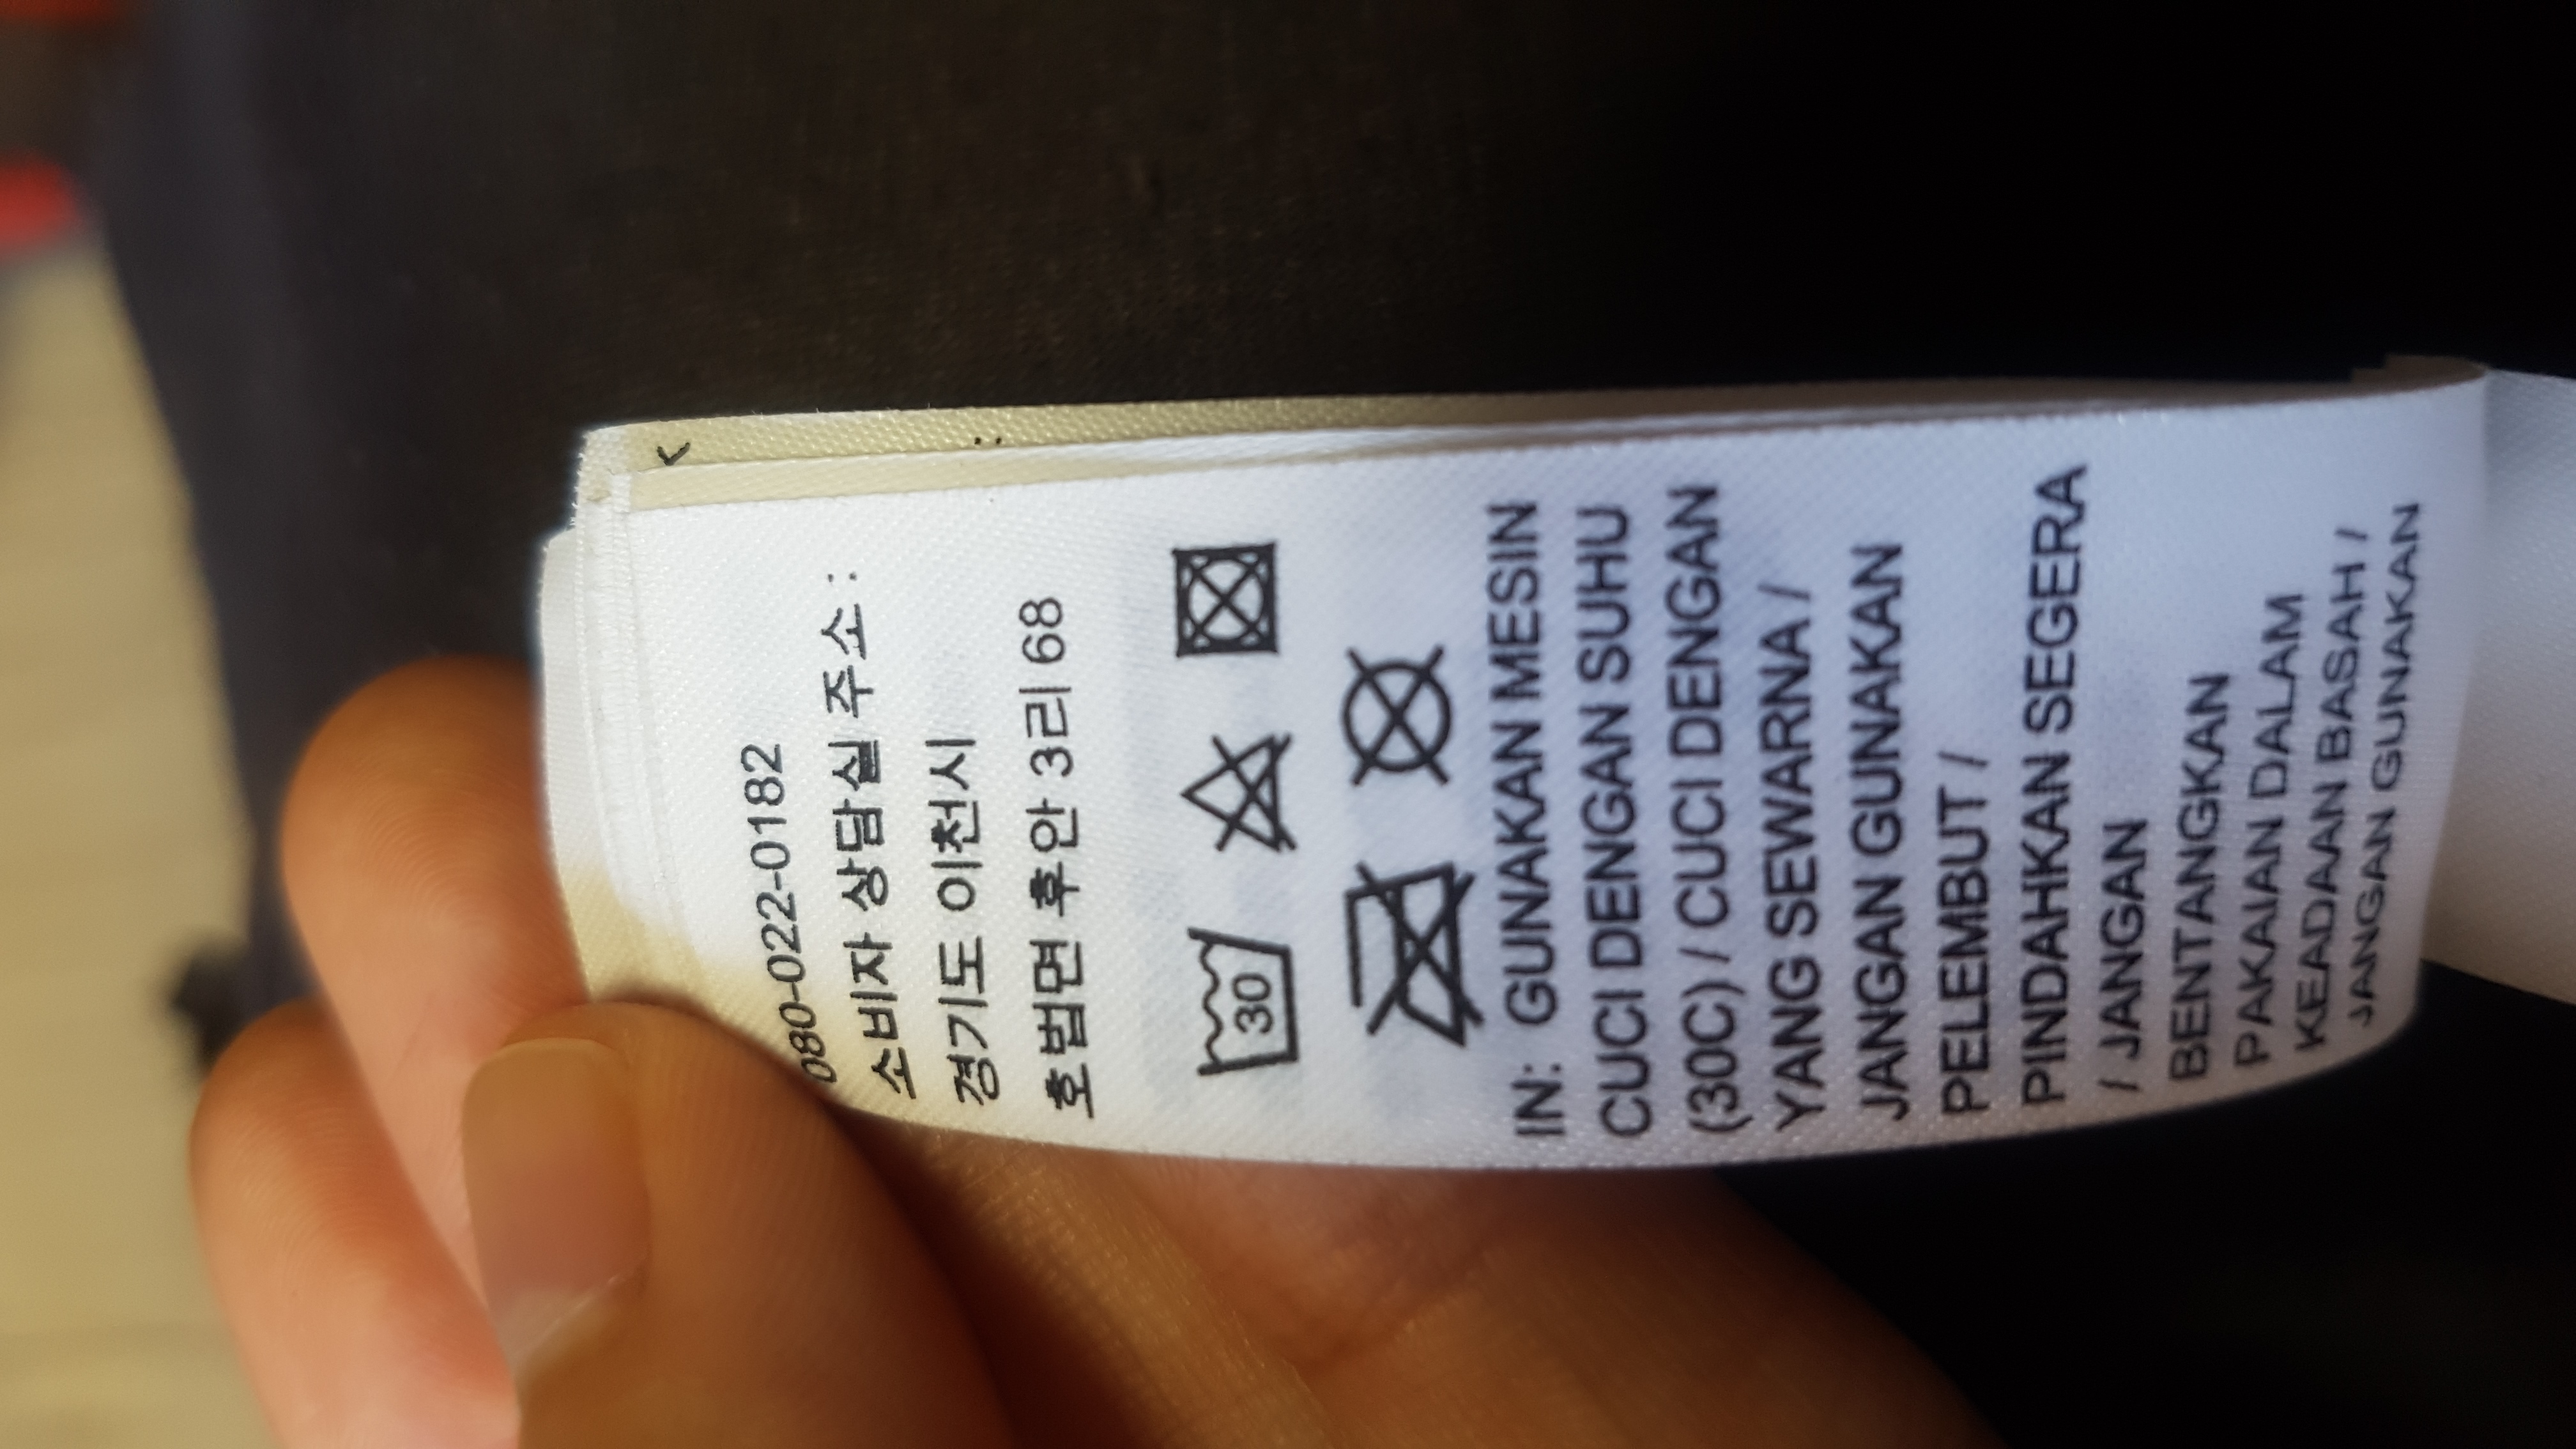 080-022-0182
소비자 상담실 주소 :
경기도 이천시
호법면 후안 3리 68
30
IN: GUNAKAN MESIN
CUCI DENGAN SUHU
(30C) / CUCI DENGAN
YANG SEWARNA /
JANGAN GUNAKAN
PELEMBUT /
PINDAHKAN SEGERA
/ JANGAN
BENTANGKAN
PAKAIAN DALAM
KEADAAN BASAH /
JANGAN GUNAKAN